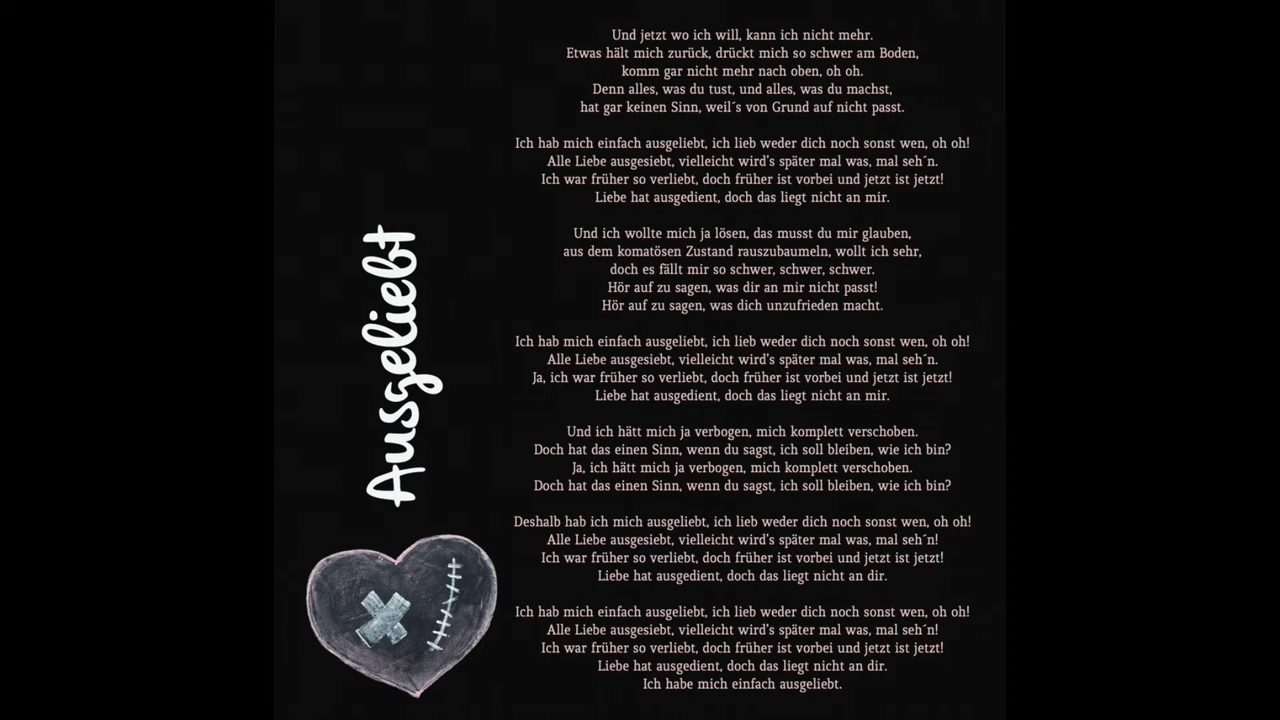 Ausgeliebt
Und jetzt wo ich will, kann ich nicht mehr.
Etwas hält mich zurück, drückt mich so schwer am Boden,
komm gar nicht mehr nach oben, oh oh.
Denn alles, was du tust, und alles, was du machst,
hat gar keinen Sinn, weil´s von Grund auf nicht passt.
Ich hab mich einfach ausgeliebt, ich lieb weder dich noch sonst wen, oh oh!
Alle Liebe ausgesiebt, vielleicht wird's später mal was, mal seh´n.
Ich war früher so verliebt, doch früher ist vorbei und jetzt ist jetzt!
Liebe hat ausgedient, doch das liegt nicht an mir.
Und ich wollte mich ja lösen, das musst du mir glauben,
aus dem komatösen Zustand rauszubaumeln, wollt ich sehr,
doch es fällt mir so schwer, schwer, schwer.
Hör auf zu sagen, was dir an mir nicht passt!
Hör auf zu sagen, was dich unzufrieden macht.
Ich hab mich einfach ausgeliebt, ich lieb weder dich noch sonst wen, oh oh!
Alle Liebe ausgesiebt, vielleicht wird's später mal was, mal seh´n.
Ja, ich war früher so verliebt, doch früher ist vorbei und jetzt ist jetzt!
Liebe hat ausgedient, doch das liegt nicht an mir.
Und ich hätt mich ja verbogen, mich komplett verschoben.
Doch hat das einen Sinn, wenn du sagst, ich soll bleiben, wie ich bin?
Ja, ich hätt mich ja verbogen, mich komplett verschoben.
Doch hat das einen Sinn, wenn du sagst, ich soll bleiben, wie ich bin?
Deshalb hab ich mich ausgeliebt, ich lieb weder dich noch sonst wen, oh oh!
Alle Liebe ausgesiebt, vielleicht wird's später mal was, mal seh´n!
Ich war früher so verliebt, doch früher ist vorbei und jetzt ist jetzt!
Liebe hat ausgedient, doch das liegt nicht an dir.
Ich hab mich einfach ausgeliebt, ich lieb weder dich noch sonst wen, oh oh!
Alle Liebe ausgesiebt, vielleicht wird's später mal was, mal seh´n!
Ich war früher so verliebt, doch früher ist vorbei und jetzt ist jetzt!
Liebe hat ausgedient, doch das liegt nicht an dir.
Ich habe mich einfach ausgeliebt.